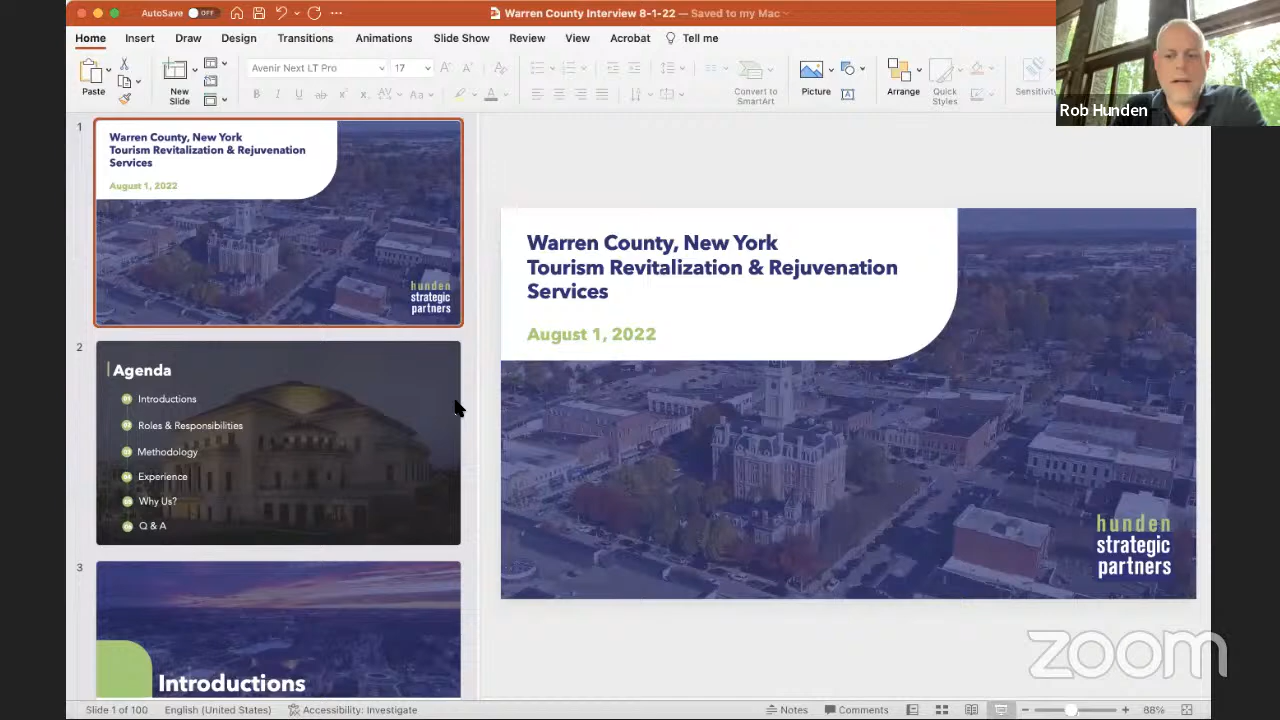 AutoSave OFF
Warren County Interview 8-1-22 — Saved to my Mac
Home Insert Draw Design Transitions Animations Slide Show Review View Acrobat Tell me
Paste
New
Slide
Avenir Next LT Pro 17
Convert to
SmartArt
Picture
Arrange
Quick
Styles
Sensitivity
Rob Hunden
1
Warren County, New York
Tourism Revitalization & Rejuvenation
Services
August 1, 2022
hunden
strategic
partners
2
Agenda
Introductions
Roles & Responsibilities
Methodology
Experience
Why Us?
Q & A
3
Introductions
Warren County, New York
Tourism Revitalization & Rejuvenation
Services
August 1, 2022
hunden
strategic
partners
zoom
Slide 1 of 100 English (United States) Accessibility: Investigate Notes Comments 88%